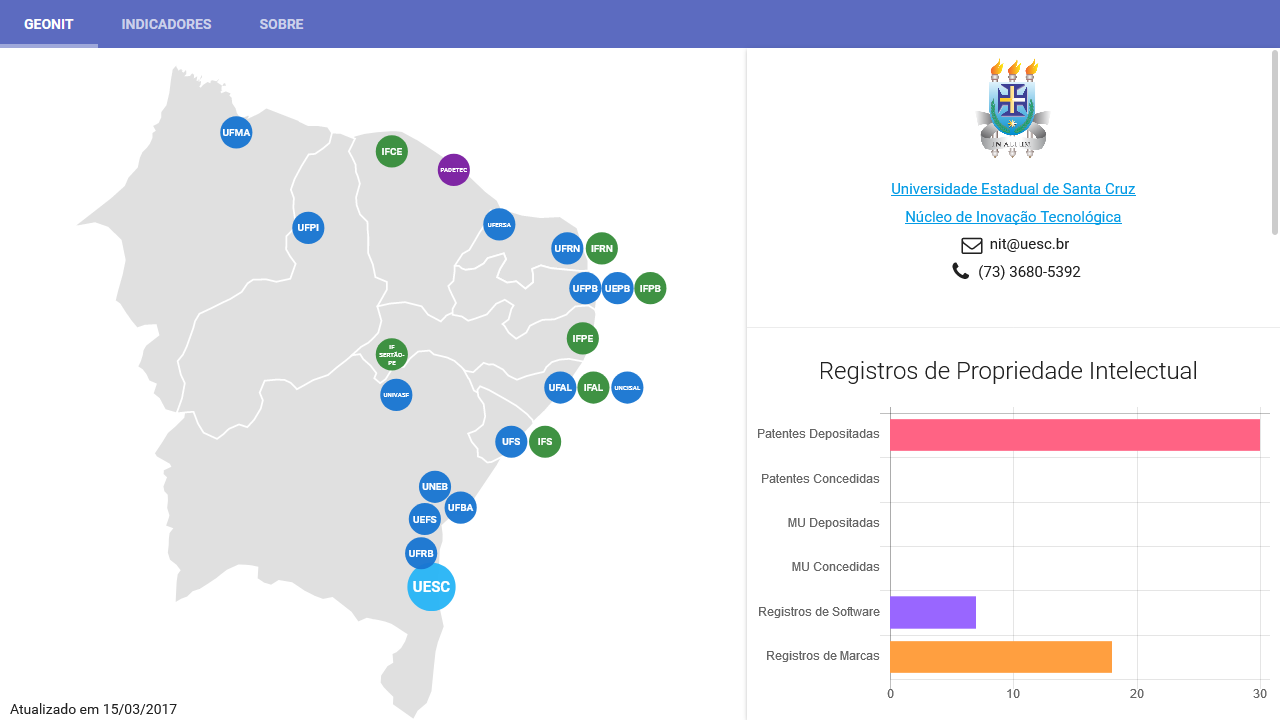 GEONIT
INDICADORES
SOBRE
UFMA
IFCE
PADETEC
UFPI
UFERSA
UFRN
IFRN
UFPB
UEPB
IFPB
IFPE
IF
SERTÃO-
PE
UNIVASF
UFAL
IFAL
UNCISAL
UFS
IFS
UNEB
UFBA
UEFS
UFRB
UESC
Atualizado em 15/03/2017
Universidade Estadual de Santa Cruz
Núcleo de Inovação Tecnológica
nit@uesc.br
(73) 3680-5392
Registros de Propriedade Intelectual
Patentes Depositadas
Patentes Concedidas
MU Depositadas
MU Concedidas
Registros de Software
Registros de Marcas
0 10 20 30